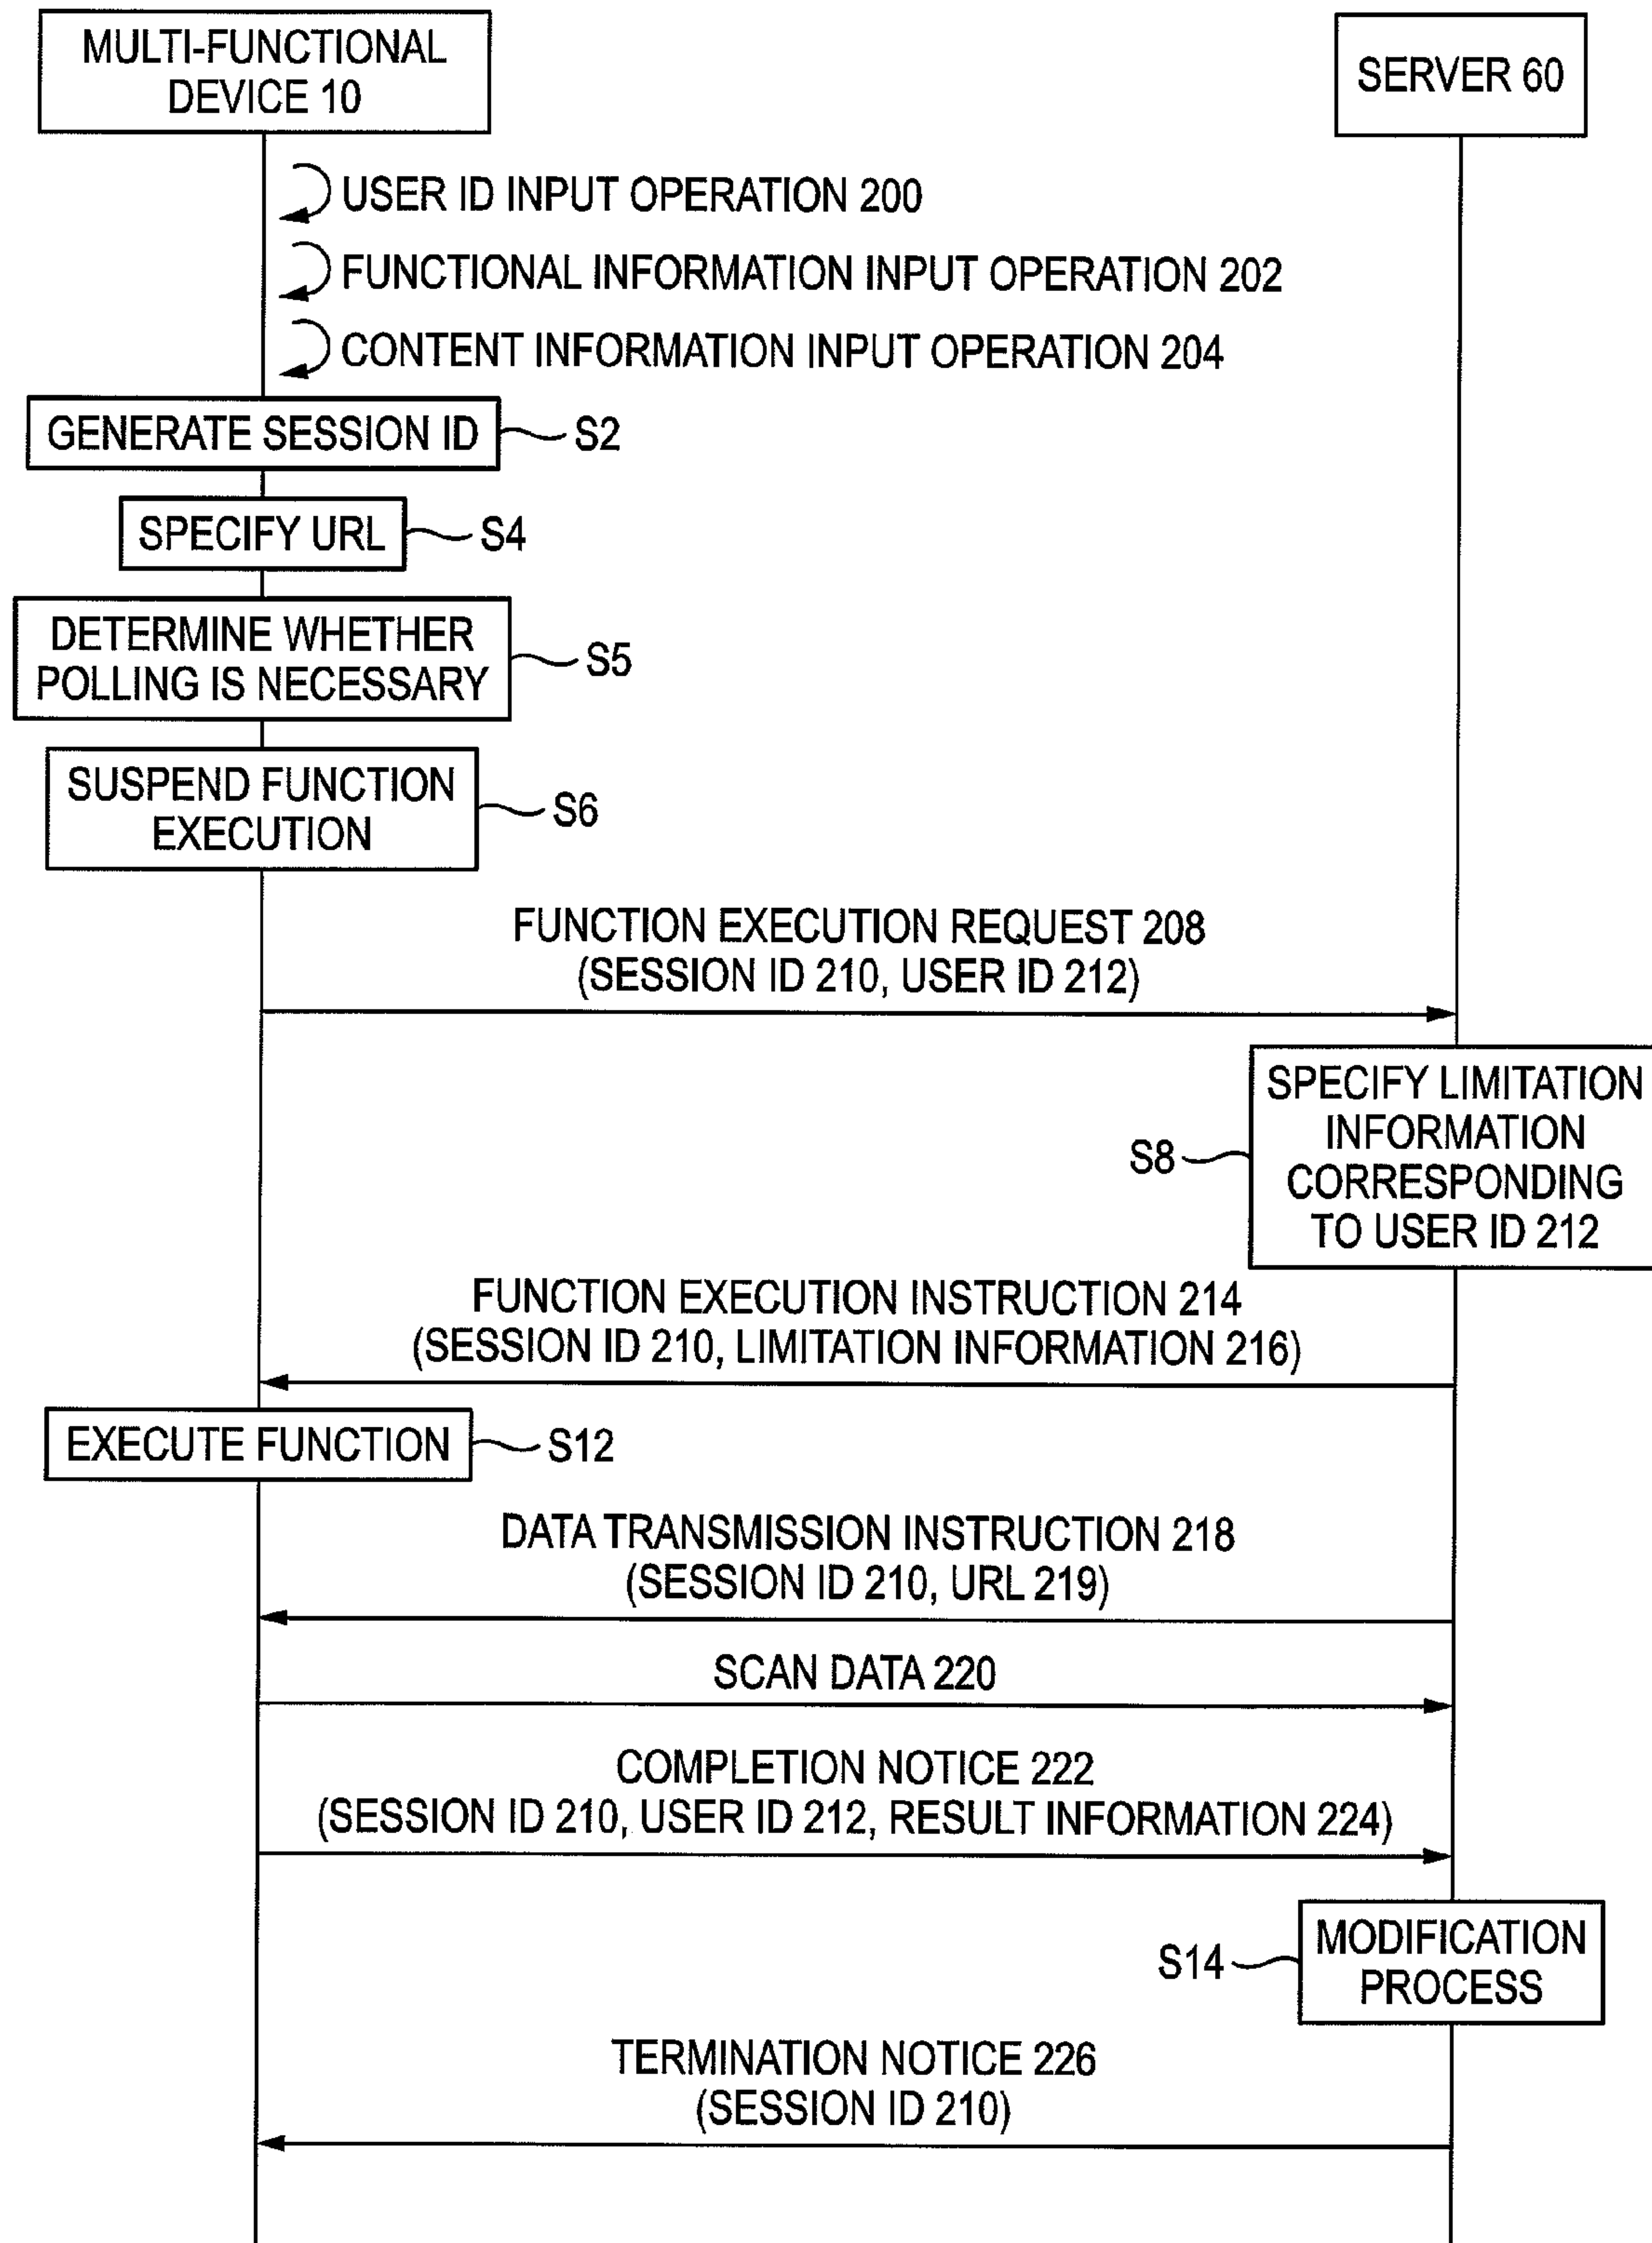 MULTI-FUNCTIONAL
DEVICE 10
SERVER 60
USER ID INPUT OPERATION 200
FUNCTIONAL INFORMATION INPUT OPERATION 202
CONTENT INFORMATION INPUT OPERATION 204
GENERATE SESSION ID
S2
SPECIFY URL
S4
DETERMINE WHETHER
POLLING IS NECESSARY
S5
SUSPEND FUNCTION
EXECUTION
S6
FUNCTION EXECUTION REQUEST 208
(SESSION ID 210, USER ID 212)
SPECIFY LIMITATION
INFORMATION
CORRESPONDING
TO USER ID 212
S8
FUNCTION EXECUTION INSTRUCTION 214
(SESSION ID 210, LIMITATION INFORMATION 216)
EXECUTE FUNCTION
S12
DATA TRANSMISSION INSTRUCTION 218
(SESSION ID 210, URL 219)
SCAN DATA 220
COMPLETION NOTICE 222
(SESSION ID 210, USER ID 212, RESULT INFORMATION 224)
MODIFICATION
PROCESS
S14
TERMINATION NOTICE 226
(SESSION ID 210)